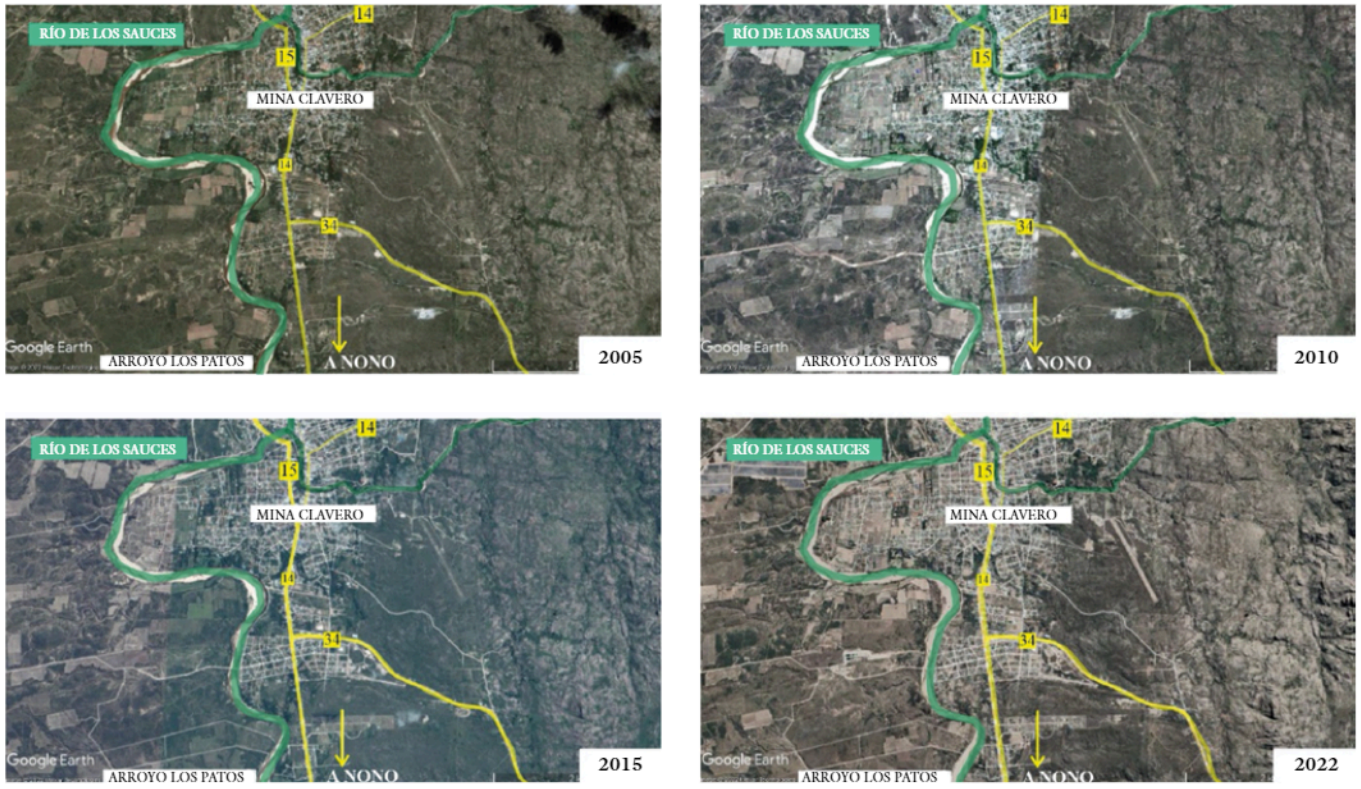 RÍO DE LOS SAUCES
14
15
MINA CLAVERO
14
34
Google Earth
ARROYO LOS PATOS
A NONO
2005
RÍO DE LOS SAUCES
14
15
MINA CLAVERO
14
34
Google Earth
ARROYO LOS PATOS
A NONO
2010
RÍO DE LOS SAUCES
14
15
MINA CLAVERO
14
34
Google Earth
ARROYO LOS PATOS
A NONO
2015
RÍO DE LOS SAUCES
14
15
MINA CLAVERO
14
34
Google Earth
ARROYO LOS PATOS
A NONO
2022